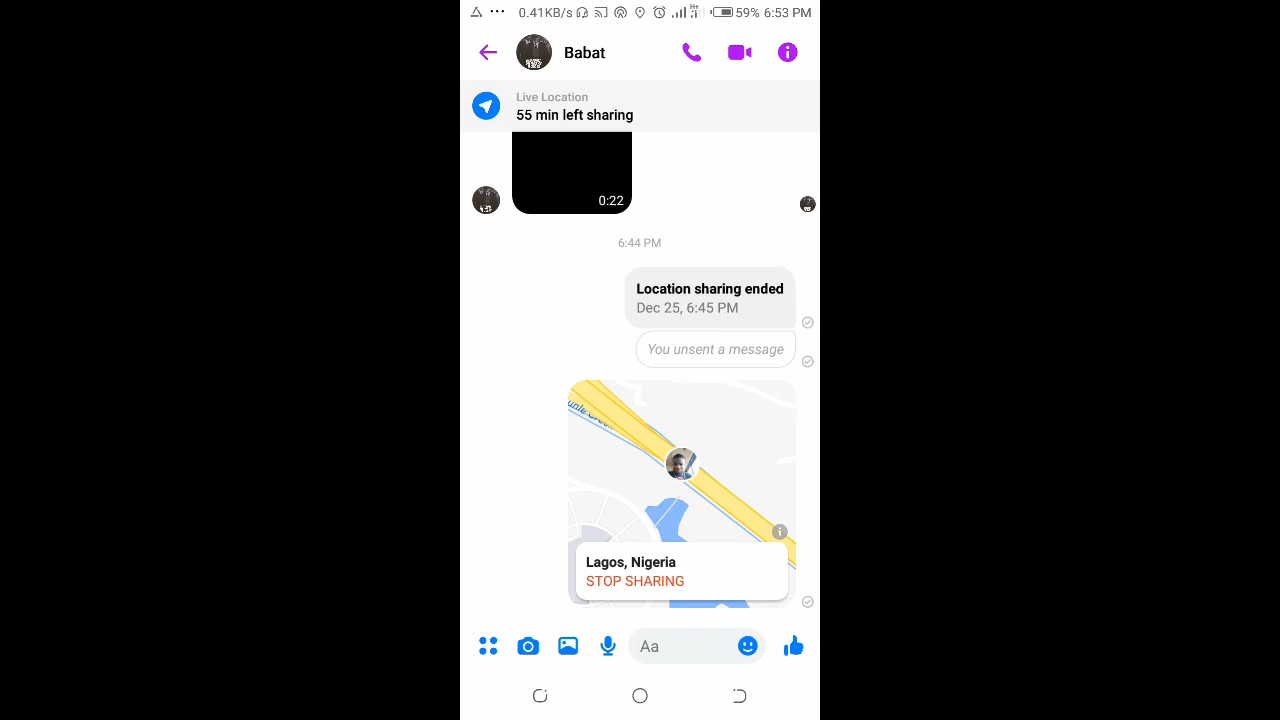 0.41KB/s H+ 59% 6:53 PM
Babat
Live Location
55 min left sharing
0:22
6:44 PM
Location sharing ended
Dec 25, 6:45 PM
You unsent a message
Lagos, Nigeria
STOP SHARING
Aa